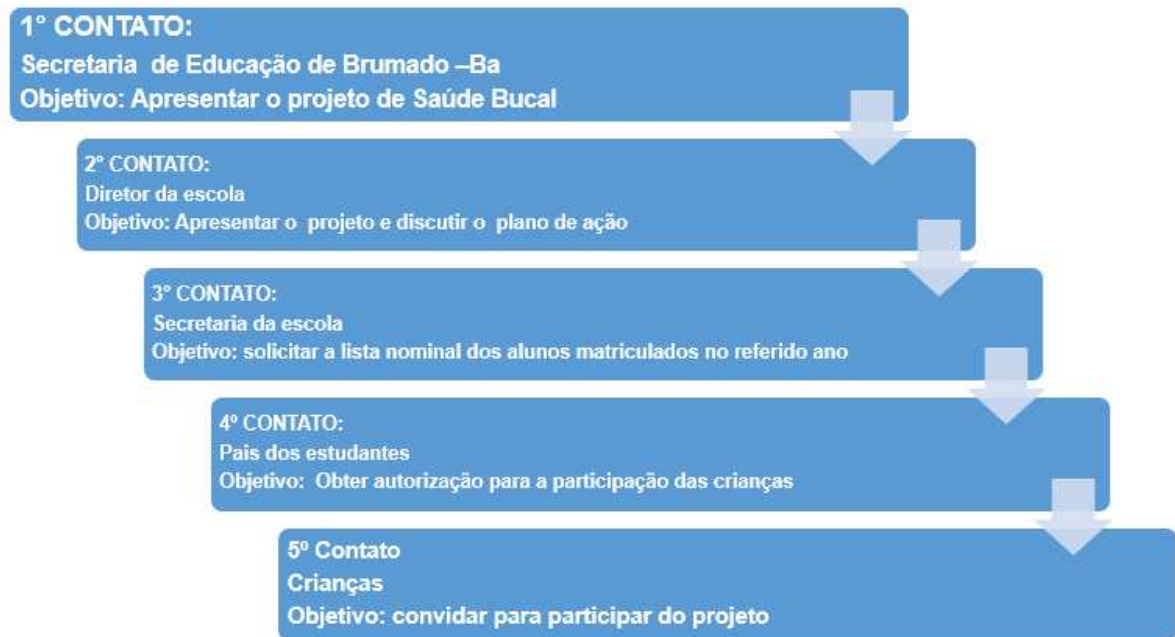 1° CONTATO:
Secretaria de Educação de Brumado –Ba
Objetivo: Apresentar o projeto de Saúde Bucal
2° CONTATO:
Diretor da escola
Objetivo: Apresentar o projeto e discutir o plano de ação
3° CONTATO:
Secretaria da escola
Objetivo: solicitar a lista nominal dos alunos matriculados no referido ano
4º CONTATO:
Pais dos estudantes
Objetivo: Obter autorização para a participação das crianças
5º Contato
Crianças
Objetivo: convidar para participar do projeto